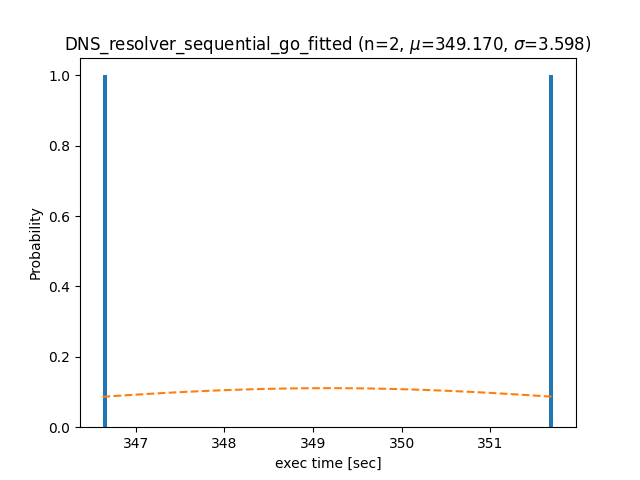 DNS_resolver_sequential_go_fitted (n=2, μ=349.170, σ=3.598)
1.0
0.8
0.6
0.4
0.2
0.0
Probability
347 348 349 350 351
exec time [sec]